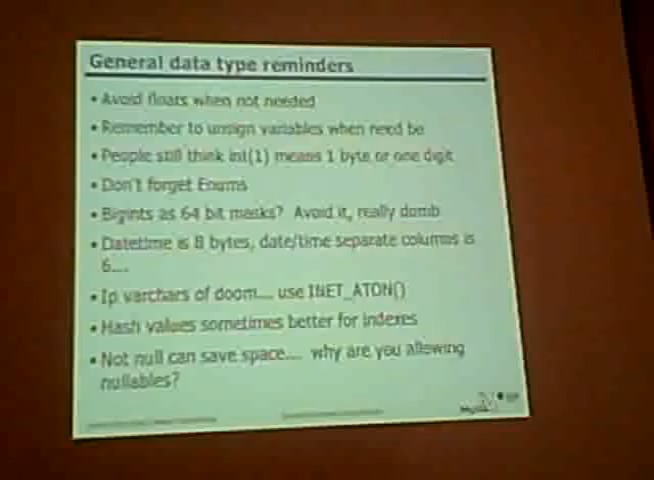 General data type reminders
• Avoid floats when not needed
• Remember to unsign variables when need be
• People still think int(1) means 1 byte or one digit
• Don't forget Enums
• Bigints as 64 bit masks? Avoid it, really dumb
• Datetime is 8 bytes, date/time separate columns is
6....
• Ip varchars of doom.... use INET_ATON()
• Hash values sometimes better for indexes
• Not null can save space.... why are you allowing
nullables?